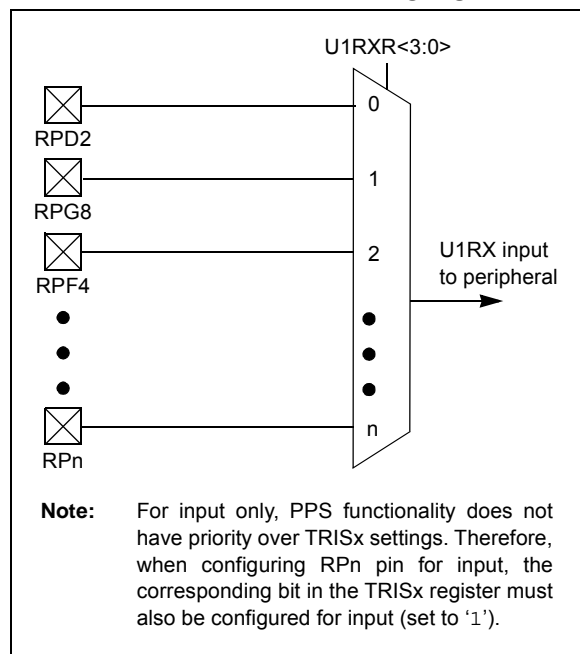 U1RXR<3:0>
0
RPD2
1
RPG8
2
U1RX input
to peripheral
RPF4
n
RPn
Note: For input only, PPS functionality does not
have priority over TRISx settings. Therefore,
when configuring RPn pin for input, the
corresponding bit in the TRISx register must
also be configured for input (set to ‘1’).